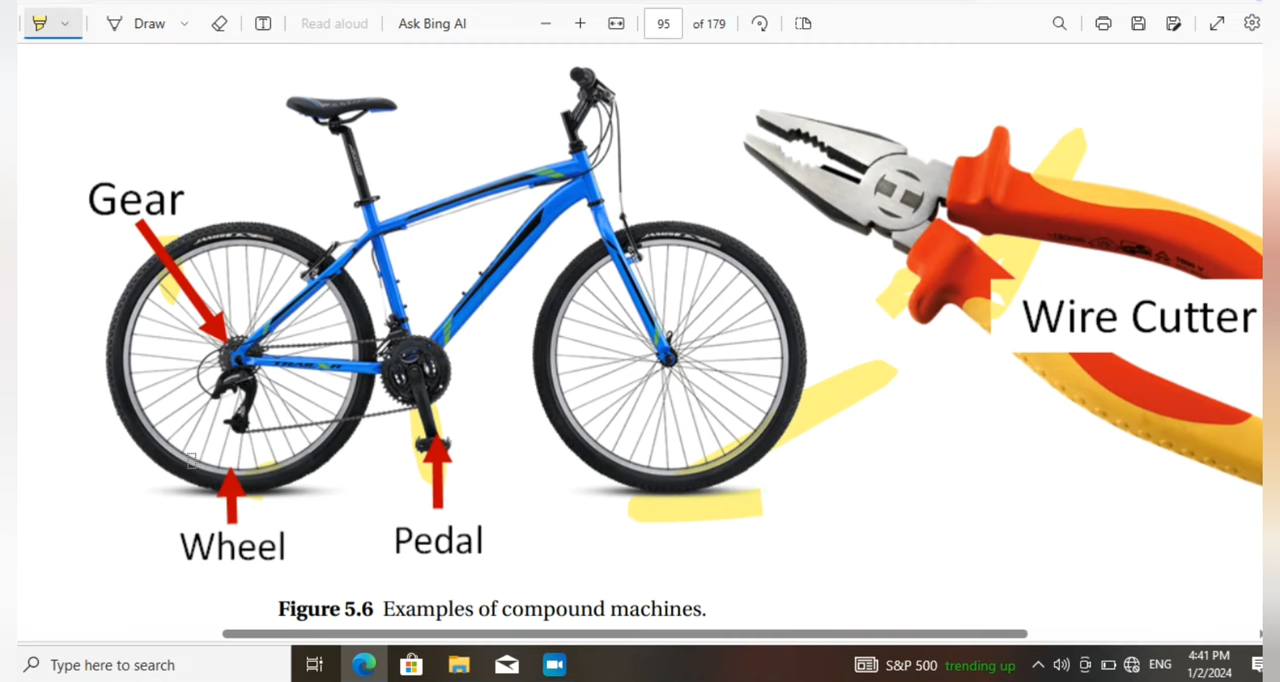 Draw
Read aloud
Ask Bing AI
95
of 179
Gear
Wire Cutter
Wheel
Pedal
Figure 5.6 Examples of compound machines.
Type here to search
S&P 500 trending up
ENG
4:41 PM
1/2/2024